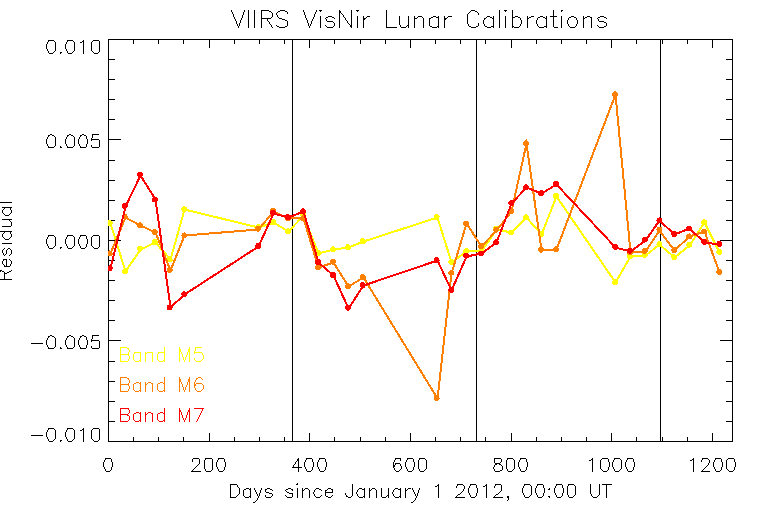 VIIRS VisNir Lunar Calibrations
0.010
0.005
0.000
-0.005
-0.010
Residual
Band M5
Band M6
Band M7
0 200 400 600 800 1000 1200
Days since January 1 2012, 00:00 UT